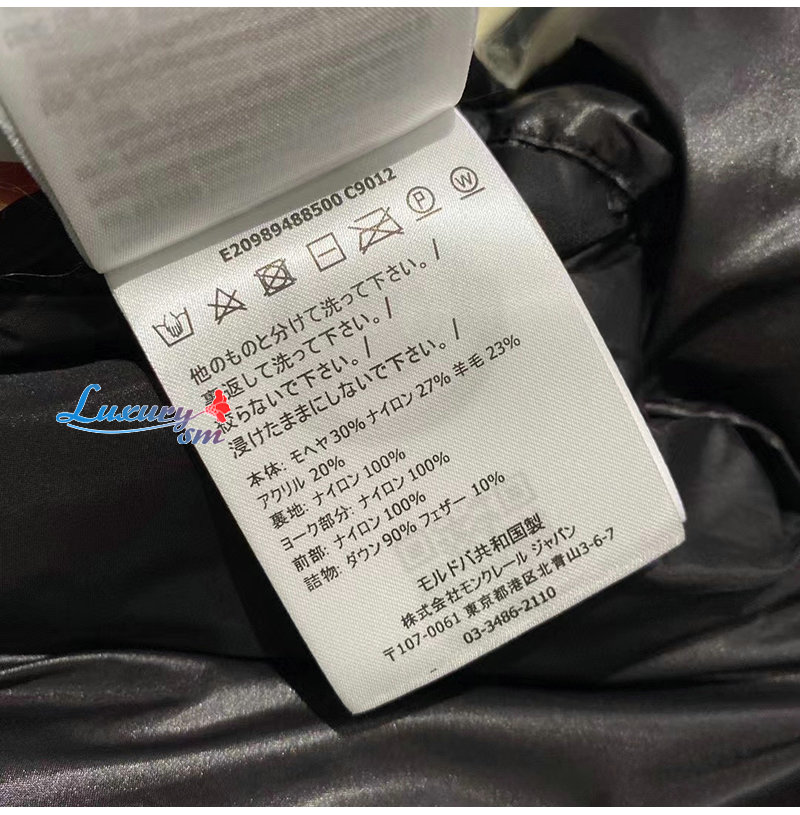 E20989488500 C9012
P W
他のものと分けて洗って下さい。/
裏返して洗って下さい。/
絞らないで下さい。/
浸けたままにしないで下さい。/
本体: モヘヤ 30% ナイロン 27% 羊毛 23%
アクリル 20%
裏地: ナイロン 100%
ヨーク部分: ナイロン 100%
前部: ナイロン 100%
詰物: ダウン 90% フェザー 10%
モルドバ共和国製
株式会社モンクレール ジャパン
〒107-0061 東京都港区北青山3-6-7
03-3486-2110
Luxury
sm